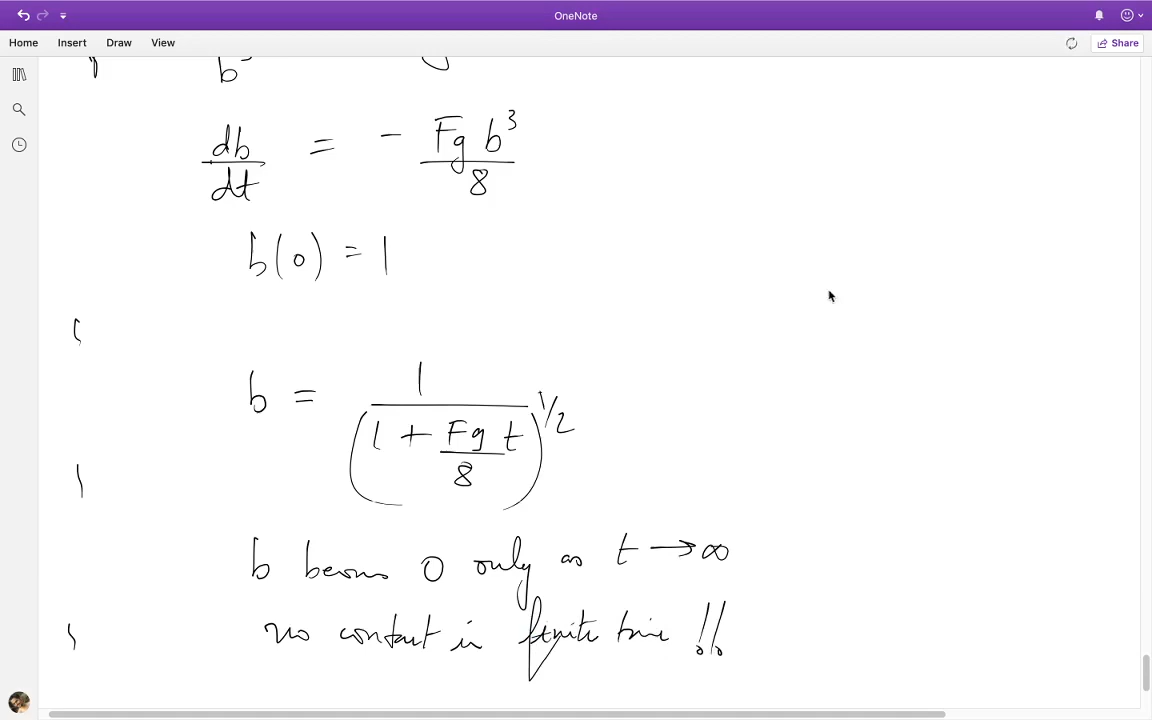 OneNote
Home Insert Draw View Share
db/dt = - Fg b³/8
b(0) = 1
b = 1/(1 + Fg t/8)^1/2
b becomes 0 only as t → ∞
no contact in finite time !!